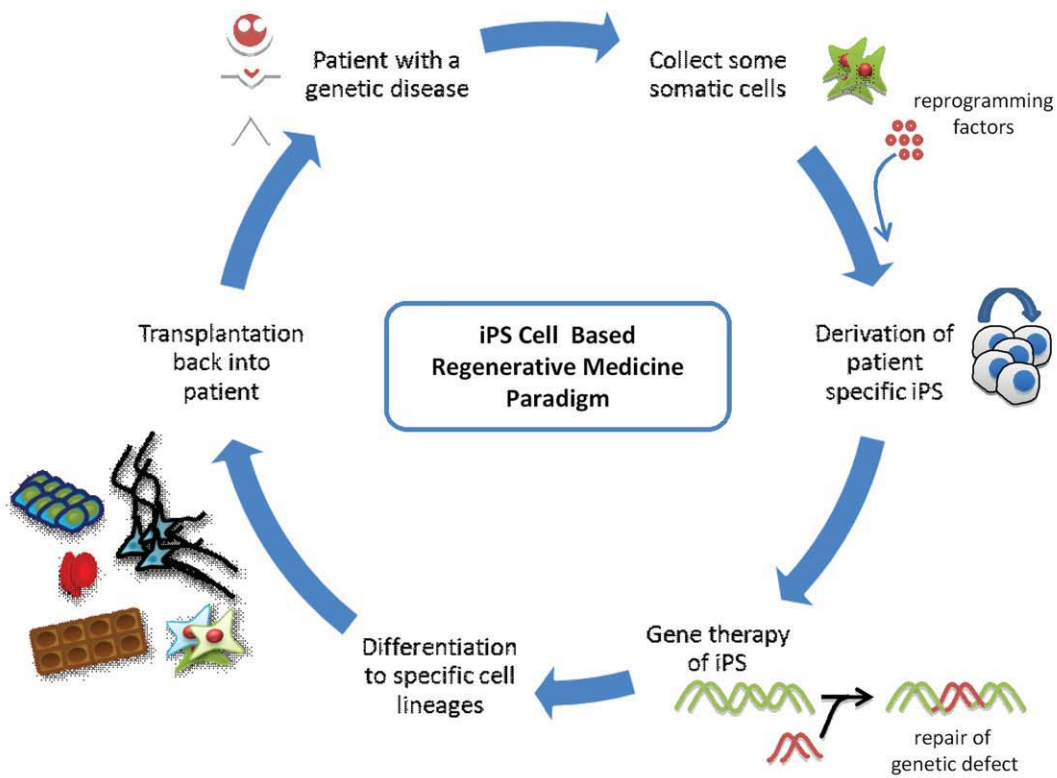 Patient with a
genetic disease
Collect some
somatic cells
reprogramming
factors
Derivation of
patient
specific iPS
Gene therapy
of iPS
repair of
genetic defect
Differentiation
to specific cell
lineages
Transplantation
back into
patient
iPS Cell Based
Regenerative Medicine
Paradigm